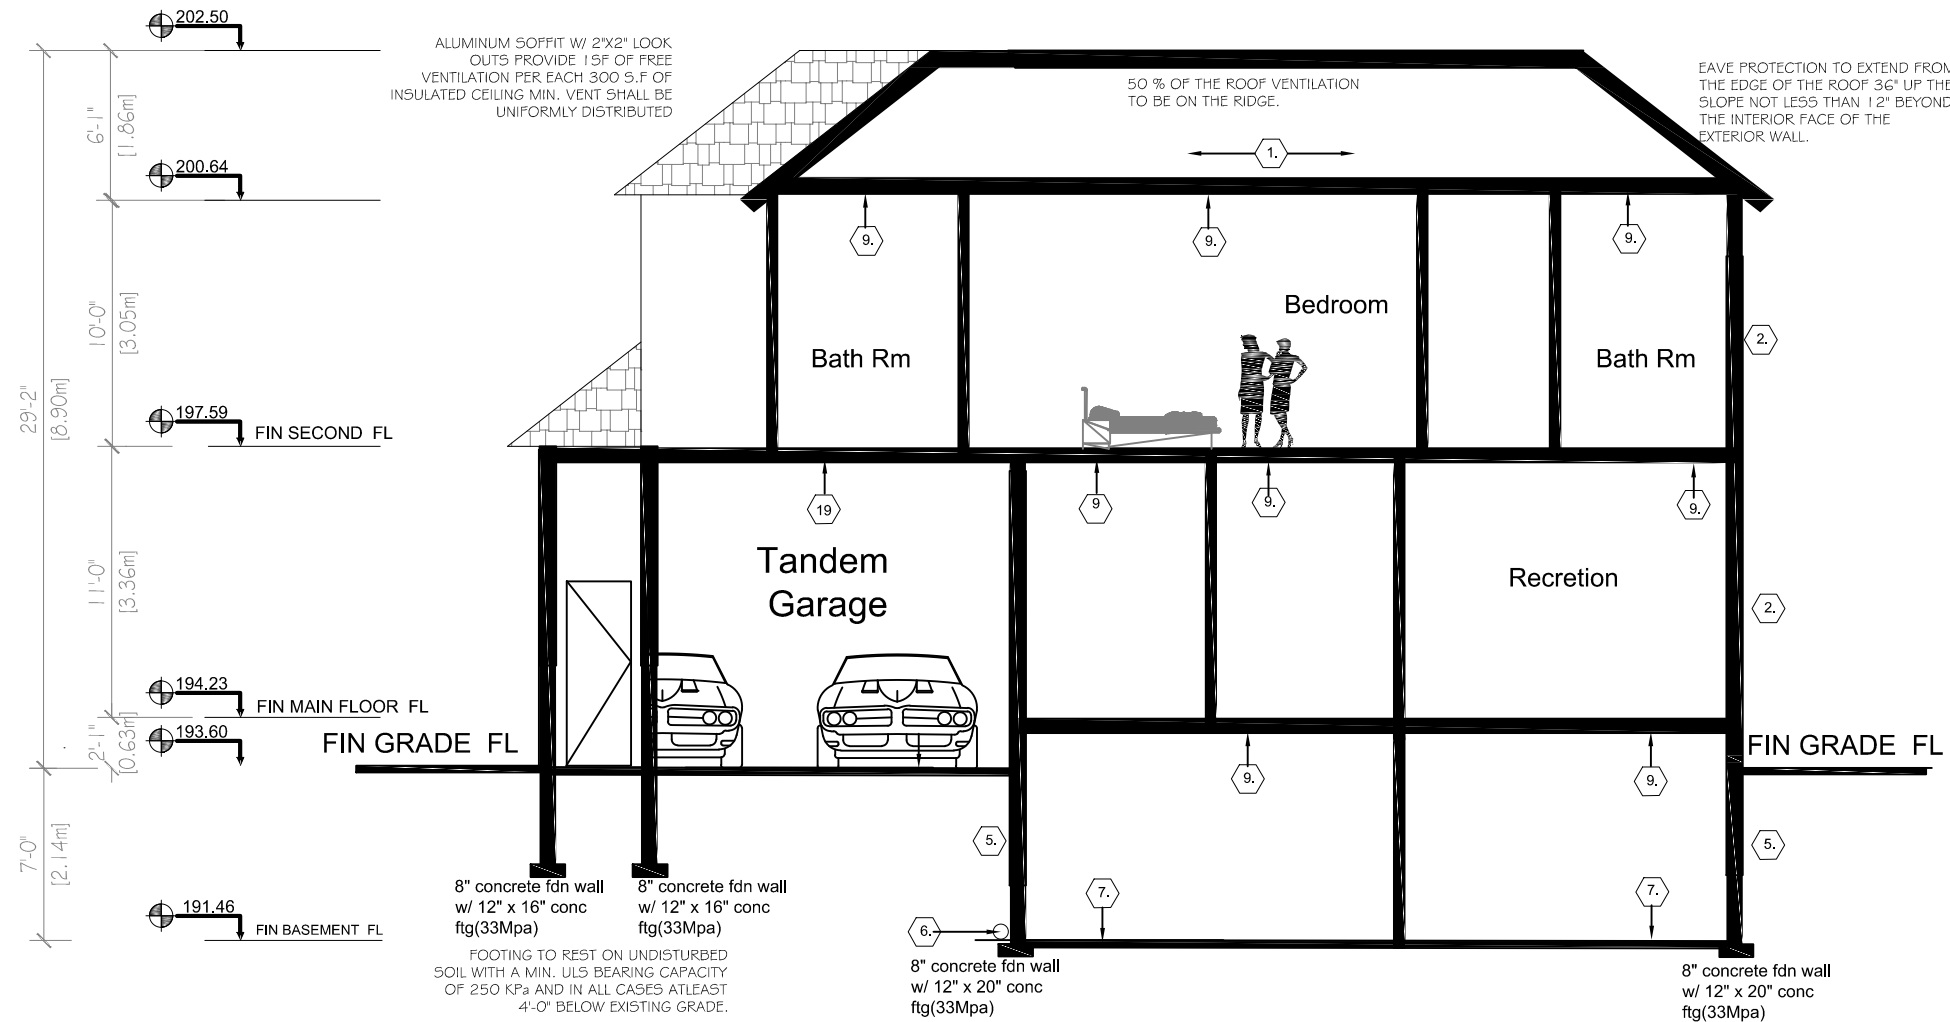 202.50
ALUMINUM SOFFIT W/ 2"X2" LOOK
OUTS PROVIDE 1SF OF FREE
VENTILATION PER EACH 300 S.F OF
INSULATED CEILING MIN. VENT SHALL BE
UNIFORMLY DISTRIBUTED
50 % OF THE ROOF VENTILATION
TO BE ON THE RIDGE.
EAVE PROTECTION TO EXTEND FROM
THE EDGE OF THE ROOF 36" UP THE
SLOPE NOT LESS THAN 12" BEYOND
THE INTERIOR FACE OF THE
EXTERIOR WALL.
6'-1"
[1.86m]
1.
200.64
9.
9.
9.
10'-0"
[3.05m]
Bedroom
Bath Rm
Bath Rm
2.
29'-2"
[8.90m]
197.59
FIN SECOND FL
19
9
9.
9.
11'-0"
[3.36m]
Tandem
Garage
Recretion
2.
194.23
FIN MAIN FLOOR FL
2'-1"
[0.63m]
193.60
FIN GRADE FL
FIN GRADE FL
9.
9.
7'-0"
[2.14m]
5.
5.
7.
7.
191.46
FIN BASEMENT FL
6.
8" concrete fdn wall
w/ 12" x 16" conc
ftg(33Mpa)
8" concrete fdn wall
w/ 12" x 16" conc
ftg(33Mpa)
FOOTING TO REST ON UNDISTURBED
SOIL WITH A MIN. ULS BEARING CAPACITY
OF 250 KPa AND IN ALL CASES ATLEAST
4'-0" BELOW EXISTING GRADE.
8" concrete fdn wall
w/ 12" x 20" conc
ftg(33Mpa)
8" concrete fdn wall
w/ 12" x 20" conc
ftg(33Mpa)